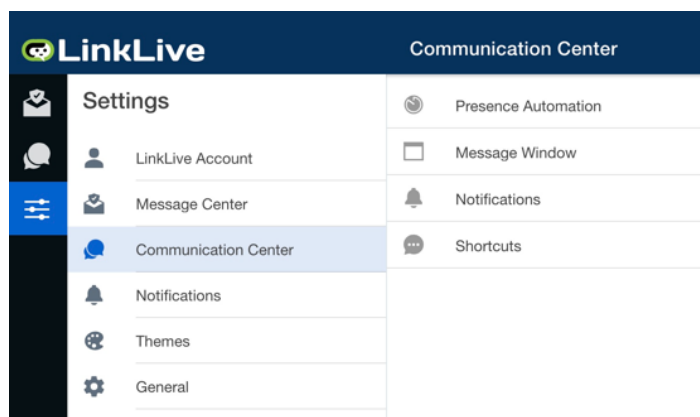 LinkLive
Communication Center
Settings
LinkLive Account
Message Center
Communication Center
Notifications
Themes
General
Presence Automation
Message Window
Notifications
Shortcuts